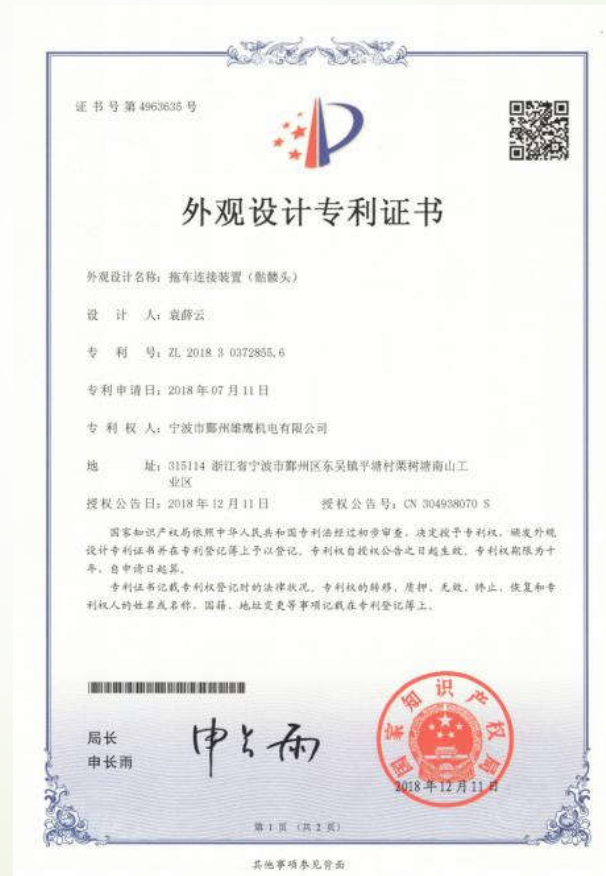 证书号第4963635号
外观设计专利证书
外观设计名称：拖车连接装置（骷髅头）
设 计 人：袁薛云
专 利 号：ZL 2018 3 0372855.6
专利申请日：2018年07月11日
专 利 权 人：宁波市鄞州雄鹰机电有限公司
地 址：315114 浙江省宁波市鄞州区东吴镇平塘村栗树塘南山工
业区
授权公告日：2018年12月11日 授权公告号：CN 304938070 S
国家知识产权局依照中华人民共和国专利法经过初步审查，决定授予专利权，颁发外观
设计专利证书并在专利登记簿上予以登记。专利权自授权公告之日起生效。专利权期限为十
年，自申请日起算。
专利证书记载专利权登记时的法律状况。专利权的转移、质押、无效、终止、恢复和专
利权人的姓名或名称、国籍、地址变更等事项记载在专利登记簿上。
局长
申长雨
申长雨
国家知识产权局
2018年12月11日
第 1 页 （共 2 页）
其他事项参见背面